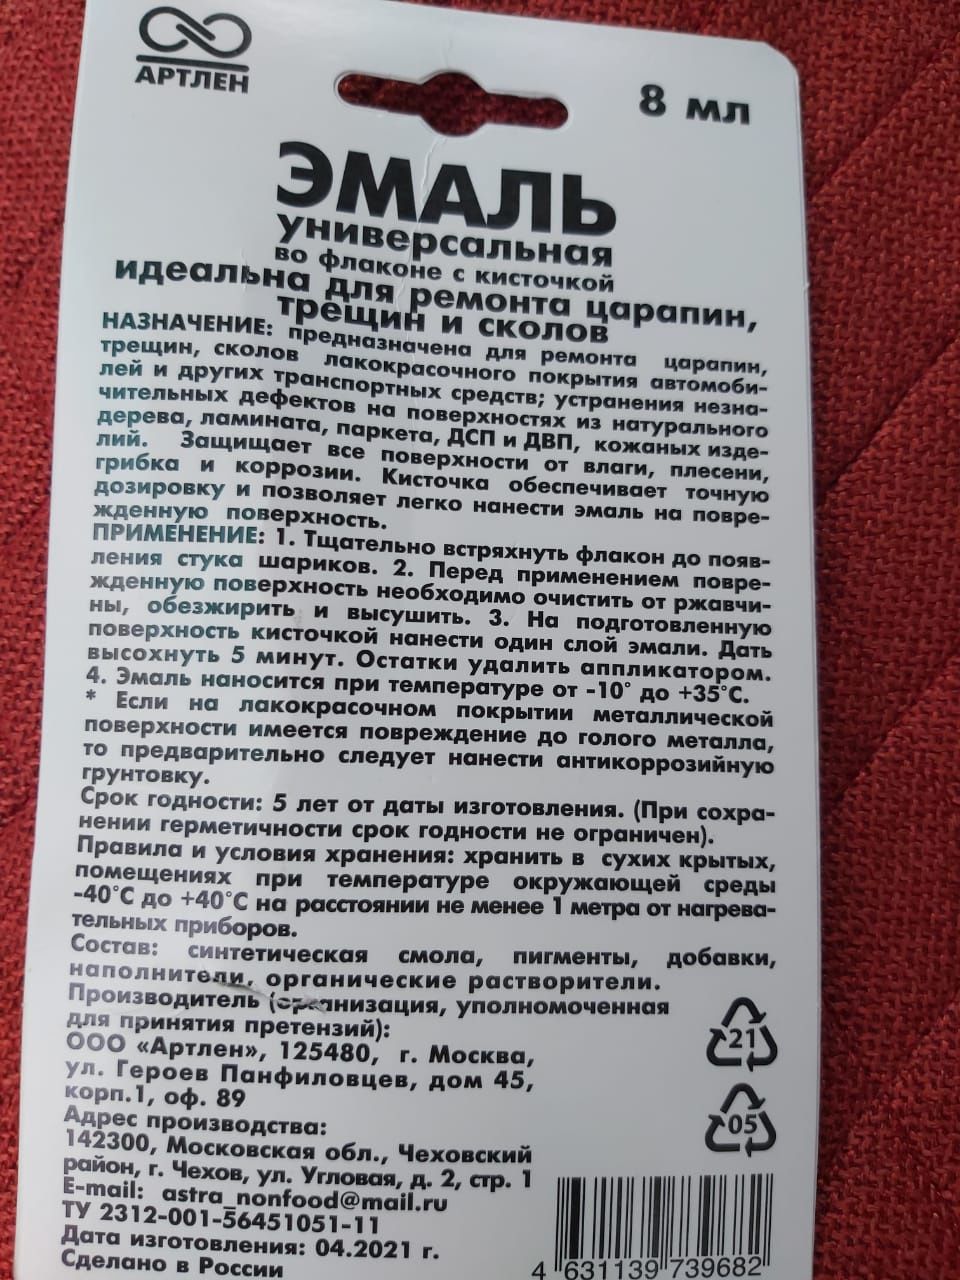 АРТЛЕН
8 мл
ЭМАЛЬ
универсальная
во флаконе с кисточкой
идеальна для ремонта царапин,
трещин и сколов
НАЗНАЧЕНИЕ: предназначена для ремонта царапин,
трещин, сколов лакокрасочного покрытия автомоби-
лей и других транспортных средств; устранения незна-
чительных дефектов на поверхностях из натурального
дерева, ламината, паркета, ДСП и ДВП, кожаных изде-
лий. Защищает все поверхности от влаги, плесени,
грибка и коррозии. Кисточка обеспечивает точную
дозировку и позволяет легко нанести эмаль на повре-
жденную поверхность.
ПРИМЕНЕНИЕ: 1. Тщательно встряхнуть флакон до появ-
ления стука шариков. 2. Перед применением повре-
жденную поверхность необходимо очистить от ржавчи-
ны, обезжирить и высушить. 3. На подготовленную
поверхность кисточкой нанести один слой эмали. Дать
высохнуть 5 минут. Остатки удалить аппликатором.
4. Эмаль наносится при температуре от -10° до +35°С.
* Если на лакокрасочном покрытии металлической
поверхности имеется повреждение до голого металла,
то предварительно следует нанести антикоррозийную
грунтовку.
Срок годности: 5 лет от даты изготовления. (При сохра-
нении герметичности срок годности не ограничен).
Правила и условия хранения: хранить в сухих крытых,
помещениях при температуре окружающей среды
-40°С до +40°С на расстоянии не менее 1 метра от нагрева-
тельных приборов.
Состав: синтетическая смола, пигменты, добавки,
наполнители, органические растворители.
Производитель (организация, уполномоченная
для принятия претензий):
ООО «Артлен», 125480, г. Москва,
ул. Героев Панфиловцев, дом 45,
корп.1, оф. 89
Адрес производства:
142300, Московская обл., Чеховский
район, г. Чехов, ул. Угловая, д. 2, стр. 1
E-mail: astra_nonfood@mail.ru
ТУ 2312-001-56451051-11
Дата изготовления: 04.2021 г.
Сделано в России
21
05
4 631139 739682